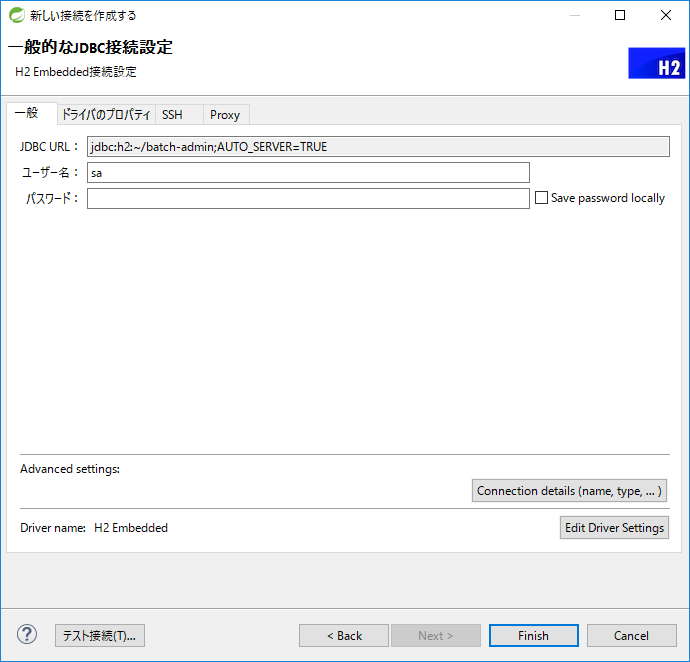 新しい接続を作成する
一般的なJDBC接続設定
H2 Embedded接続設定
H2
一般 ドライバのプロパティ SSH Proxy
JDBC URL： jdbc:h2:~/batch-admin;AUTO_SERVER=TRUE
ユーザー名： sa
パスワード： Save password locally
Advanced settings:
Connection details (name, type, ... )
Driver name: H2 Embedded Edit Driver Settings
? テスト接続(T)... < Back Next > Finish Cancel